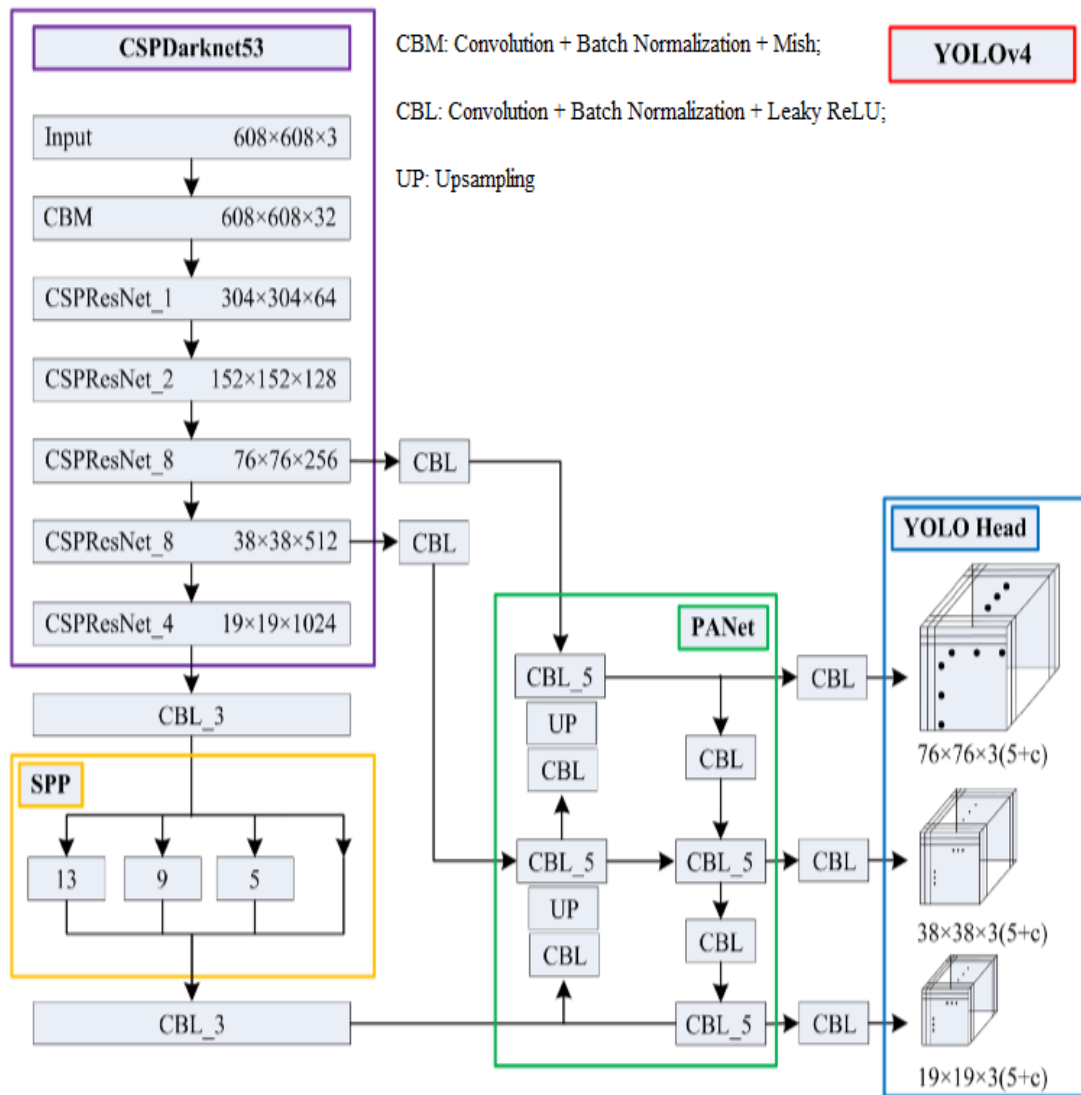 CSPDarknet53
CBM: Convolution + Batch Normalization + Mish;
YOLOv4
CBL: Convolution + Batch Normalization + Leaky ReLU;
UP: Upsampling
Input 608×608×3
CBM 608×608×32
CSPResNet_1 304×304×64
CSPResNet_2 152×152×128
CSPResNet_8 76×76×256
CBL
CSPResNet_8 38×38×512
CBL
CSPResNet_4 19×19×1024
CBL_3
SPP
13 9 5
CBL_3
PANet
CBL_5
UP
CBL
CBL
CBL_5
CBL_5
UP
CBL
CBL
CBL_5
CBL
CBL
CBL
YOLO Head
76×76×3(5+c)
38×38×3(5+c)
19×19×3(5+c)